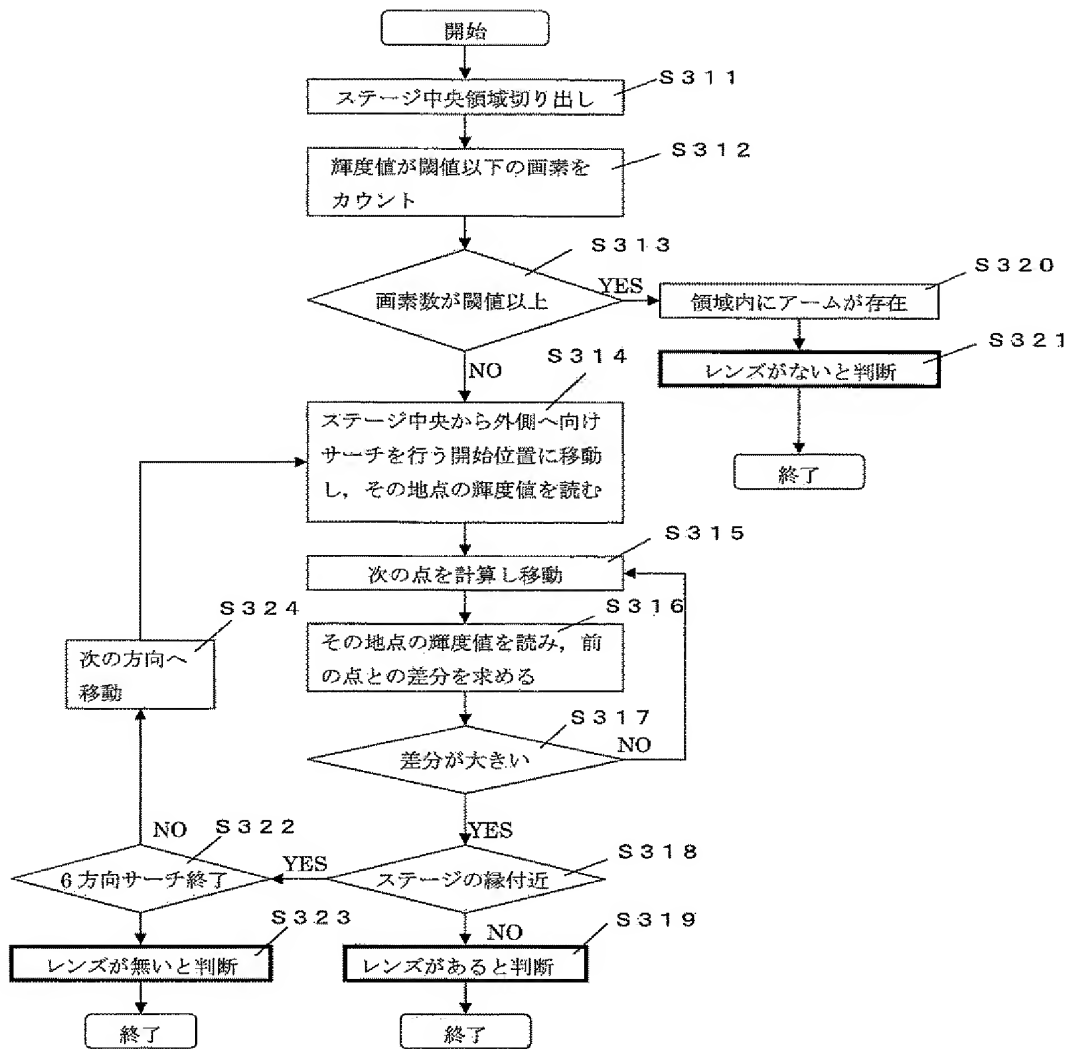 開始
S311
ステージ中央領域切り出し
S312
輝度値が閾値以下の画素を
カウント
S313
画素数が閾値以上
YES
S320
領域内にアームが存在
S321
レンズがないと判断
終了
NO
S314
ステージ中央から外側へ向け
サーチを行う開始位置に移動
し，その地点の輝度値を読む
S315
次の点を計算し移動
S316
その地点の輝度値を読み，前
の点との差分を求める
S317
差分が大きい
NO
YES
S318
ステージの縁付近
YES
S322
6方向サーチ終了
NO
S324
次の方向へ
移動
S323
レンズが無いと判断
終了
NO
S319
レンズがあると判断
終了